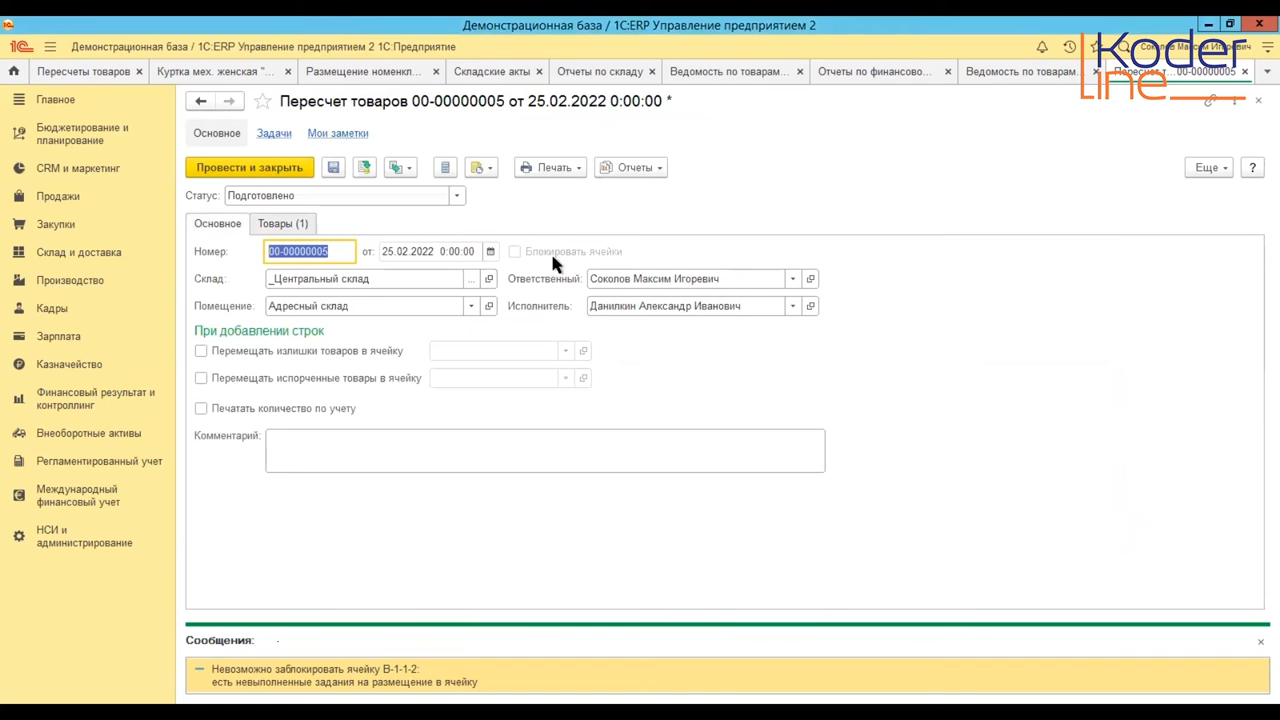 Демонстрационная база / 1С:ERP Управление предприятием 2
Демонстрационная база / 1С:ERP Управление предприятием 2 1С:Предприятие
Соколов Максим Игоревич
Koder
line
Пересчеты товаров
Куртка мех. женская "...
Размещение номенкл...
Складские акты
Отчеты по складу
Ведомость по товарам...
Отчеты по финансово...
Ведомость по товарам...
Пересчет т... 00-00000005
Главное
Бюджетирование и
планирование
CRM и маркетинг
Продажи
Закупки
Склад и доставка
Производство
Кадры
Зарплата
Казначейство
Финансовый результат и
контроллинг
Внеоборотные активы
Регламентированный учет
Международный
финансовый учет
НСИ и
администрирование
Пересчет товаров 00-00000005 от 25.02.2022 0:00:00 *
Основное Задачи Мои заметки
Провести и закрыть Печать Отчеты Еще ?
Статус: Подготовлено
Основное Товары (1)
Номер: 00-00000005 от: 25.02.2022 0:00:00 Блокировать ячейки
Склад: _Центральный склад Ответственный: Соколов Максим Игоревич
Помещение: Адресный склад Исполнитель: Данилкин Александр Иванович
При добавлении строк
Перемещать излишки товаров в ячейку
Перемещать испорченные товары в ячейку
Печатать количество по учету
Комментарий:
Сообщения:
Невозможно заблокировать ячейку B-1-1-2:
есть невыполненные задания на размещение в ячейку